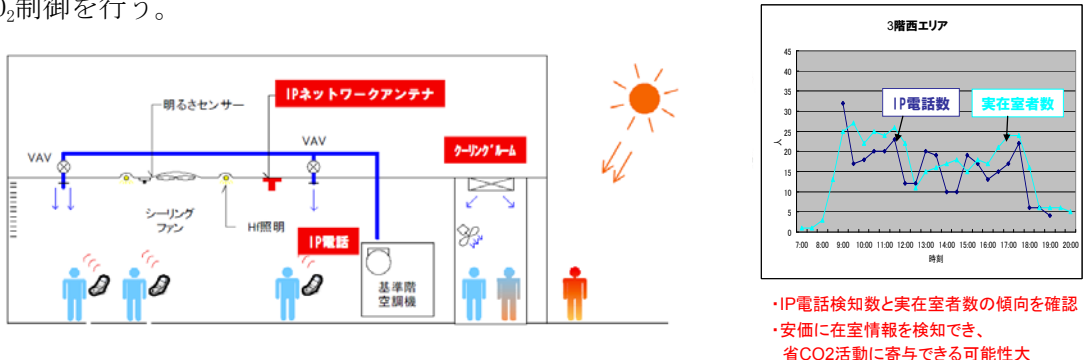 O₂制御を行う。
IPネットワークアンテナ
明るさセンサー
VAV
VAV
クーリングルーム
シーリング
ファン
Hf照明
IP電話
基準階
空調機
3階西エリア
人
45
40
35
30
25
20
15
10
5
0
IP電話数
実在室者数
7:00 8:00 9:00 10:00 11:00 12:00 13:00 14:00 15:00 16:00 17:00 18:00 19:00 20:00
時刻
・IP電話検知数と実在室者数の傾向を確認
・安価に在室情報を検知でき、
省CO2活動に寄与できる可能性大